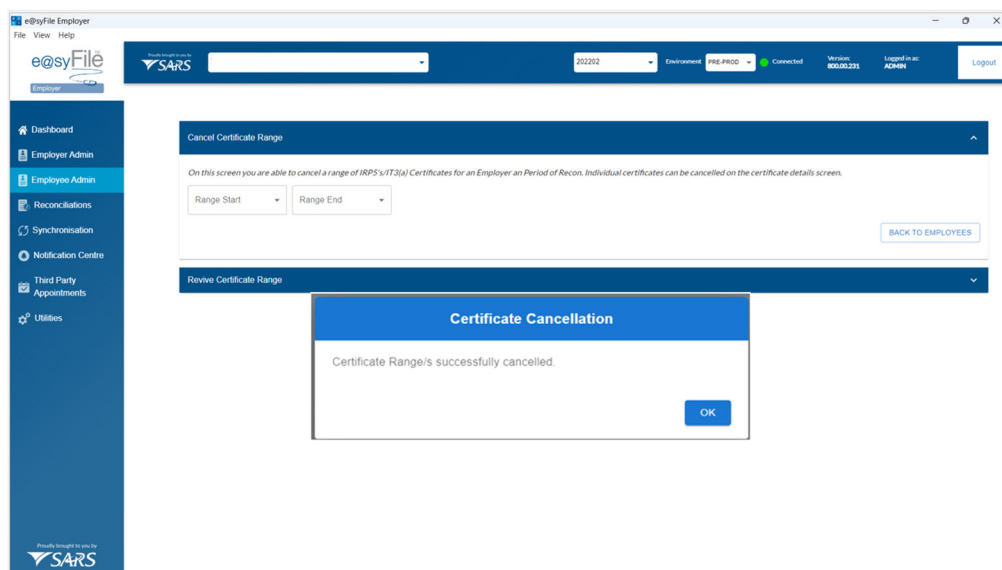 e@syFile Employer
File View Help
e@syFile
Employer
Proudly brought to you by
SARS
202202
Environment
PRE-PROD
Connected
Version:
800.00.231
Logged in as:
ADMIN
Logout
Dashboard
Employer Admin
Employee Admin
Reconciliations
Synchronisation
Notification Centre
Third Party
Appointments
Utilities
Cancel Certificate Range
On this screen you are able to cancel a range of IRP5's/IT3(a) Certificates for an Employer an Period of Recon. Individual certificates can be cancelled on the certificate details screen.
Range Start
Range End
BACK TO EMPLOYEES
Revive Certificate Range
Certificate Cancellation
Certificate Range/s successfully cancelled.
OK
Proudly brought to you by
SARS